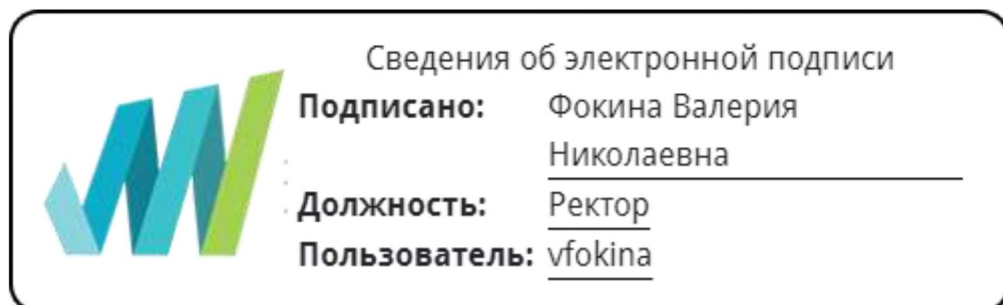 Сведения об электронной подписи
Подписано: Фокина Валерия
Николаевна
Должность: Ректор
Пользователь: vfokina